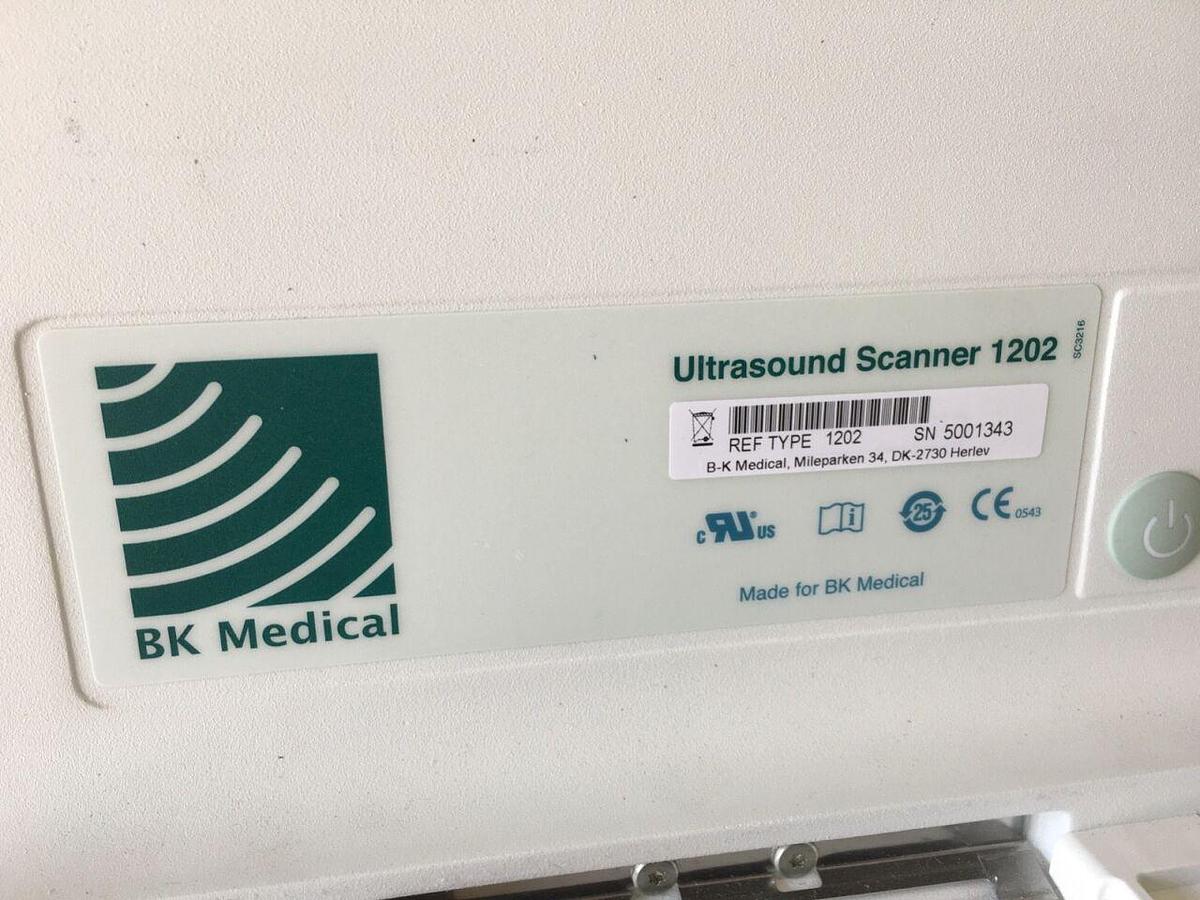 BK Medical
Ultrasound Scanner 1202
SC3216
REF TYPE 1202 SN 5001343
B-K Medical, Mileparken 34, DK-2730 Herlev
c RU US
i
25
CE 0543
Made for BK Medical